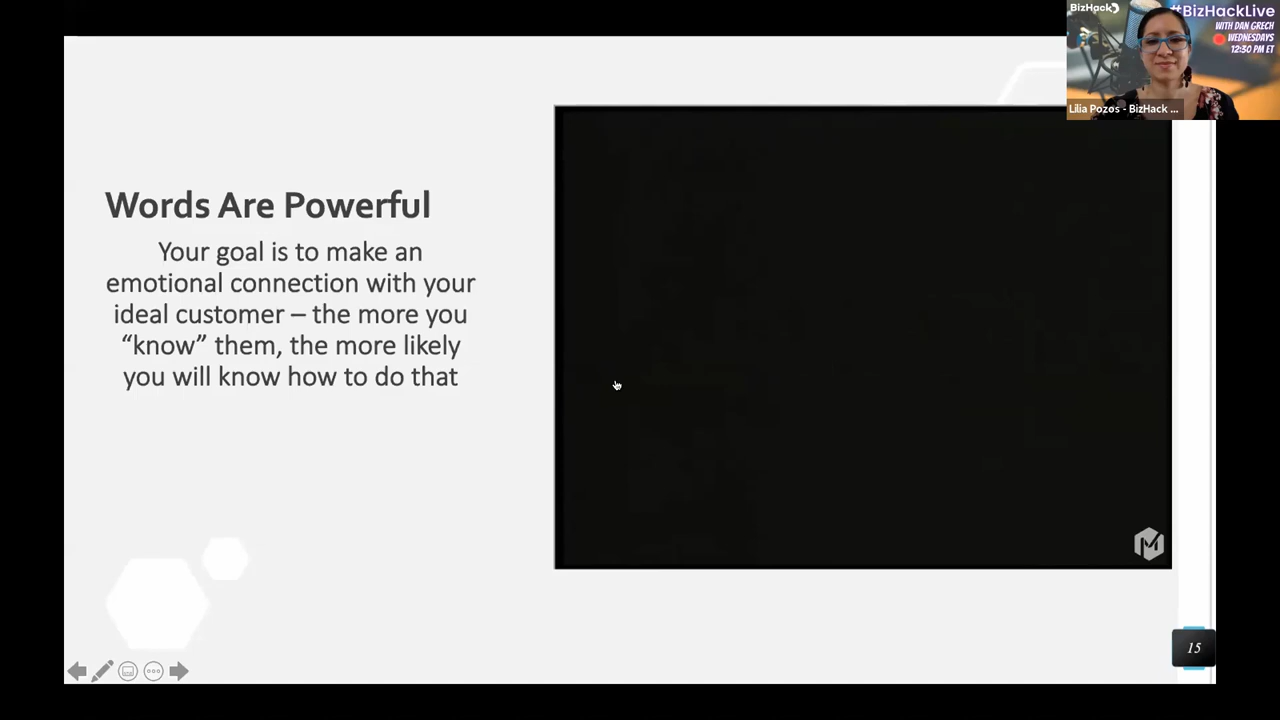 BizHack
#BizHackLive
WITH DAN GRECH
WEDNESDAYS
12:30 PM ET
Lilia Pozos - BizHack ...
Words Are Powerful
Your goal is to make an
emotional connection with your
ideal customer – the more you
“know” them, the more likely
you will know how to do that
15